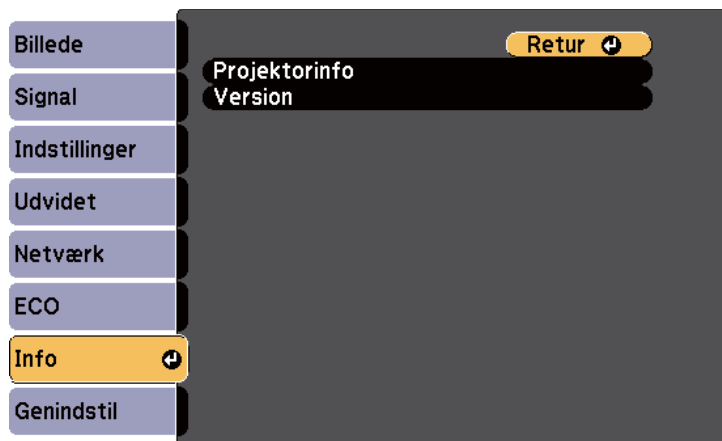 Billede
Signal
Indstillinger
Udvidet
Netværk
ECO
Info
Genindstil
Retur
Projektorinfo
Version